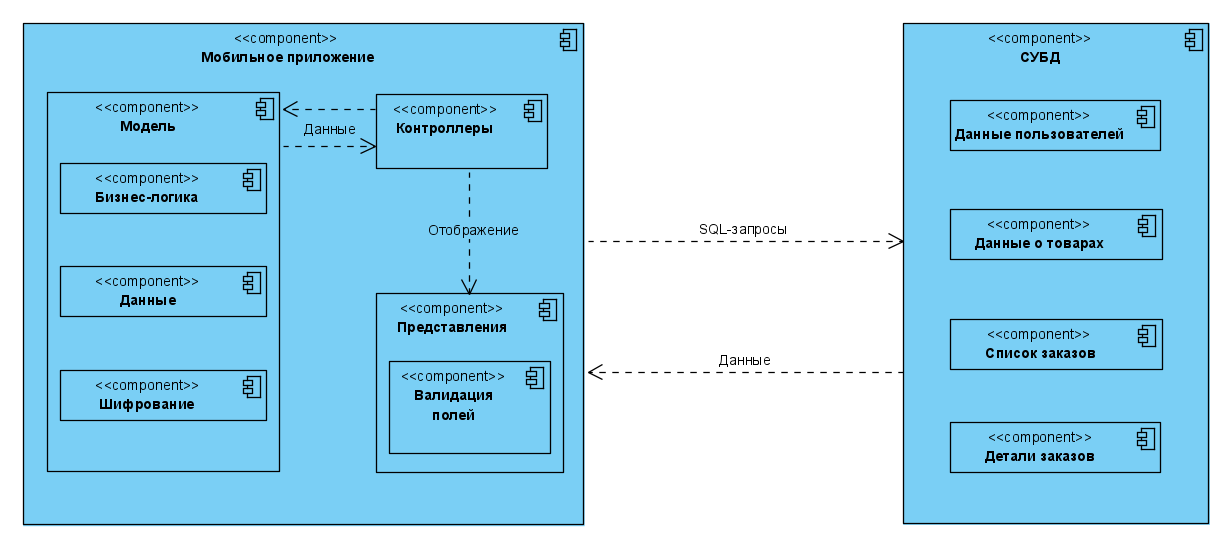 <<component>>
Мобильное приложение
<<component>>
Модель
<<component>>
Бизнес-логика
<<component>>
Данные
<<component>>
Шифрование
Данные
<<component>>
Контроллеры
Отображение
<<component>>
Представления
<<component>>
Валидация
полей
SQL-запросы
Данные
<<component>>
СУБД
<<component>>
Данные пользователей
<<component>>
Данные о товарах
<<component>>
Список заказов
<<component>>
Детали заказов